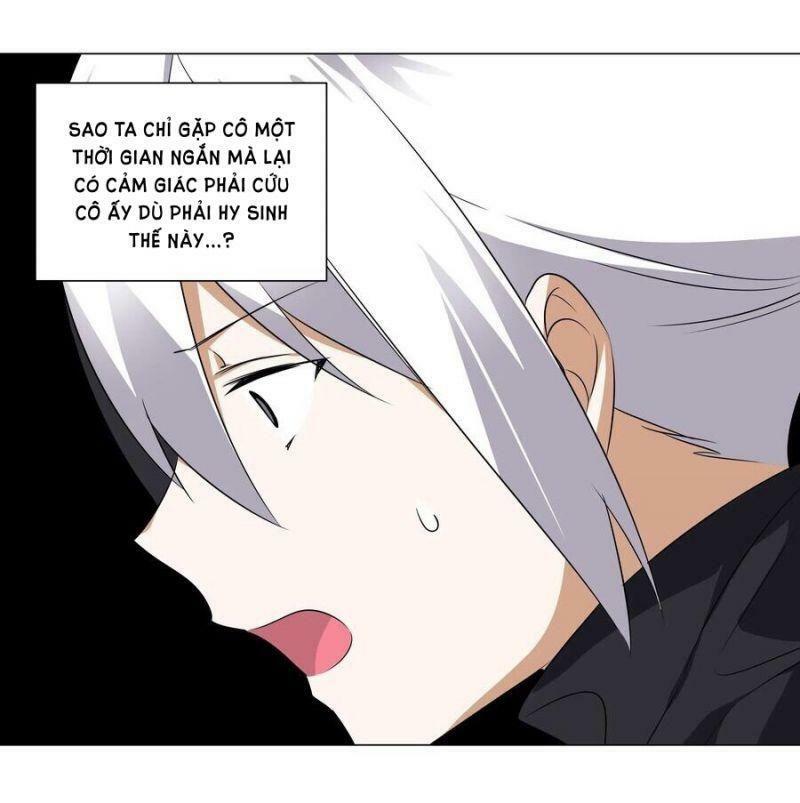 SAO TA CHỈ GẶP CÔ MỘT
THỜI GIAN NGẮN MÀ LẠI
CÓ CẢM GIÁC PHẢI CỨU
CÔ ẤY DÙ PHẢI HY SINH
THẾ NÀY...?